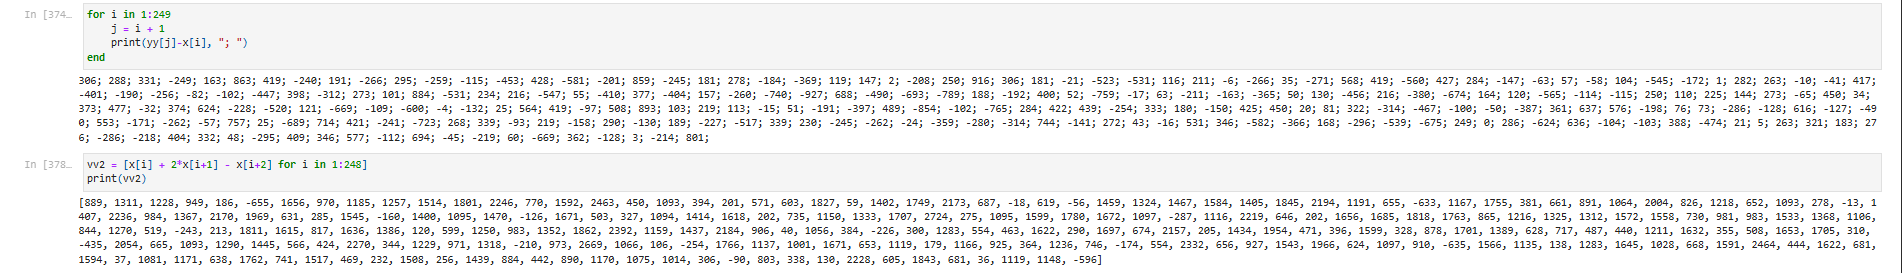 In [374…
for i in 1:249
    j = i + 1
    print(yy[j]-x[i], "; ")
end
306; 288; 331; -249; 163; 863; 419; -240; 191; -266; 295; -259; -115; -453; 428; -581; -201; 859; -245; 181; 278; -184; -369; 119; 147; 2; -208; 250; 916; 306; 181; -21; -523; -531; 116; 211; -6; -266; 35; -271; 568; 419; -560; 427; 284; -147; -63; 57; -58; 104; -545; -172; 1; 282; 263; -10; -41; 417;
-401; -190; -256; -82; -102; -447; 398; -312; 273; 101; 884; -531; 234; 216; -547; 55; -410; 377; -404; 157; -260; -740; -927; 688; -490; -693; -789; 188; -192; 400; 52; -759; -17; 63; -211; -163; -365; 50; 130; -456; 216; -380; -674; 164; 120; -565; -114; -115; 250; 110; 225; 144; 273; -65; 450; 34;
373; 477; -32; 374; 624; -228; -520; 121; -669; -109; -600; -4; -132; 25; 564; 419; -97; 508; 893; 103; 219; 113; -15; 51; -191; -397; 489; -854; -102; -765; 284; 422; 439; -254; 333; 180; -150; 425; 450; 20; 81; 322; -314; -467; -100; -50; -387; 361; 637; 576; -198; 76; 73; -286; -128; 616; -127; -49
0; 553; -171; -262; -57; 757; 25; -689; 714; 421; -241; -723; 268; 339; -93; 219; -158; 290; -130; 189; -227; -517; 339; 230; -245; -262; -24; -359; -280; -314; 744; -141; 272; 43; -16; 531; 346; -582; -366; 168; -296; -539; -675; 249; 0; 286; -624; 636; -104; -103; 388; -474; 21; 5; 263; 321; 183; 27
6; -286; -218; 404; 332; 48; -295; 409; 346; 577; -112; 694; -45; -219; 60; -669; 362; -128; 3; -214; 801;
In [378…
vv2 = [x[i] + 2*x[i+1] - x[i+2] for i in 1:248]
print(vv2)
[889, 1311, 1228, 949, 186, -655, 1656, 970, 1185, 1257, 1514, 1801, 2246, 770, 1592, 2463, 450, 1093, 394, 201, 571, 603, 1827, 59, 1402, 1749, 2173, 687, -18, 619, -56, 1459, 1324, 1467, 1584, 1405, 1845, 2194, 1191, 655, -633, 1167, 1755, 381, 661, 891, 1064, 2004, 826, 1218, 652, 1093, 278, -13, 1
407, 2236, 984, 1367, 2170, 1969, 631, 285, 1545, -160, 1400, 1095, 1470, -126, 1671, 503, 327, 1094, 1414, 1618, 202, 735, 1150, 1333, 1707, 2724, 275, 1095, 1599, 1780, 1672, 1097, -287, 1116, 2219, 646, 202, 1656, 1685, 1818, 1763, 865, 1216, 1325, 1312, 1572, 1558, 730, 981, 983, 1533, 1368, 1106,
844, 1270, 519, -243, 213, 1811, 1615, 817, 1636, 1386, 120, 599, 1250, 983, 1352, 1862, 2392, 1159, 1437, 2184, 906, 40, 1056, 384, -226, 300, 1283, 554, 463, 1622, 290, 1697, 674, 2157, 205, 1434, 1954, 471, 396, 1599, 328, 878, 1701, 1389, 628, 717, 487, 440, 1211, 1632, 355, 508, 1653, 1705, 310,
-435, 2054, 665, 1093, 1290, 1445, 566, 424, 2270, 344, 1229, 971, 1318, -210, 973, 2669, 1066, 106, -254, 1766, 1137, 1001, 1671, 653, 1119, 179, 1166, 925, 364, 1236, 746, -174, 554, 2332, 656, 927, 1543, 1966, 624, 1097, 910, -635, 1566, 1135, 138, 1283, 1645, 1028, 668, 1591, 2464, 444, 1622, 681,
1594, 37, 1081, 1171, 638, 1762, 741, 1517, 469, 232, 1508, 256, 1439, 884, 442, 890, 1170, 1075, 1014, 306, -90, 803, 338, 130, 2228, 605, 1843, 681, 36, 1119, 1148, -596]